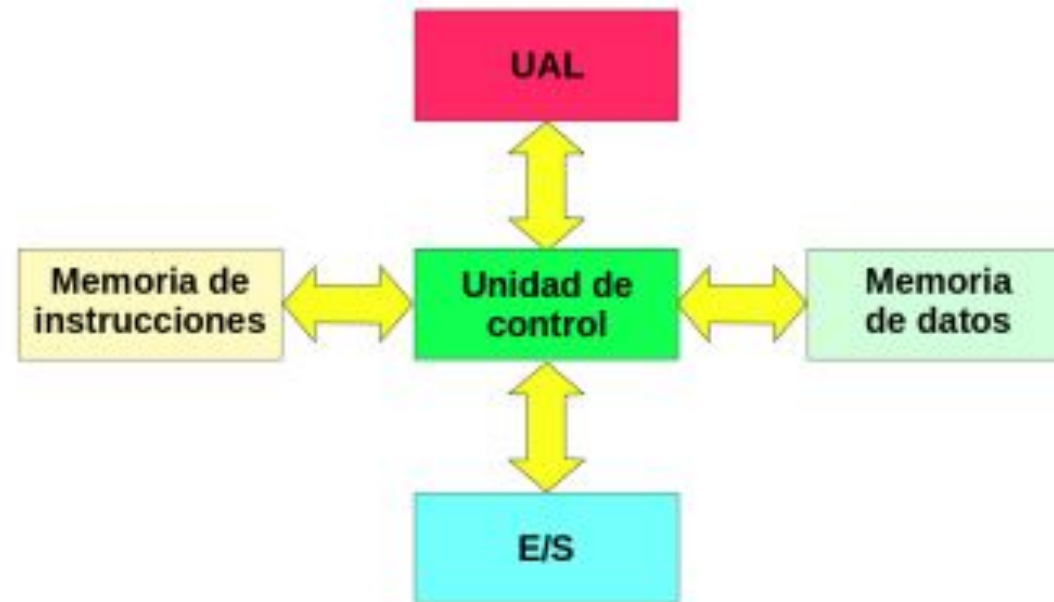 UAL
Memoria de
instrucciones
Unidad de
control
Memoria
de datos
E/S